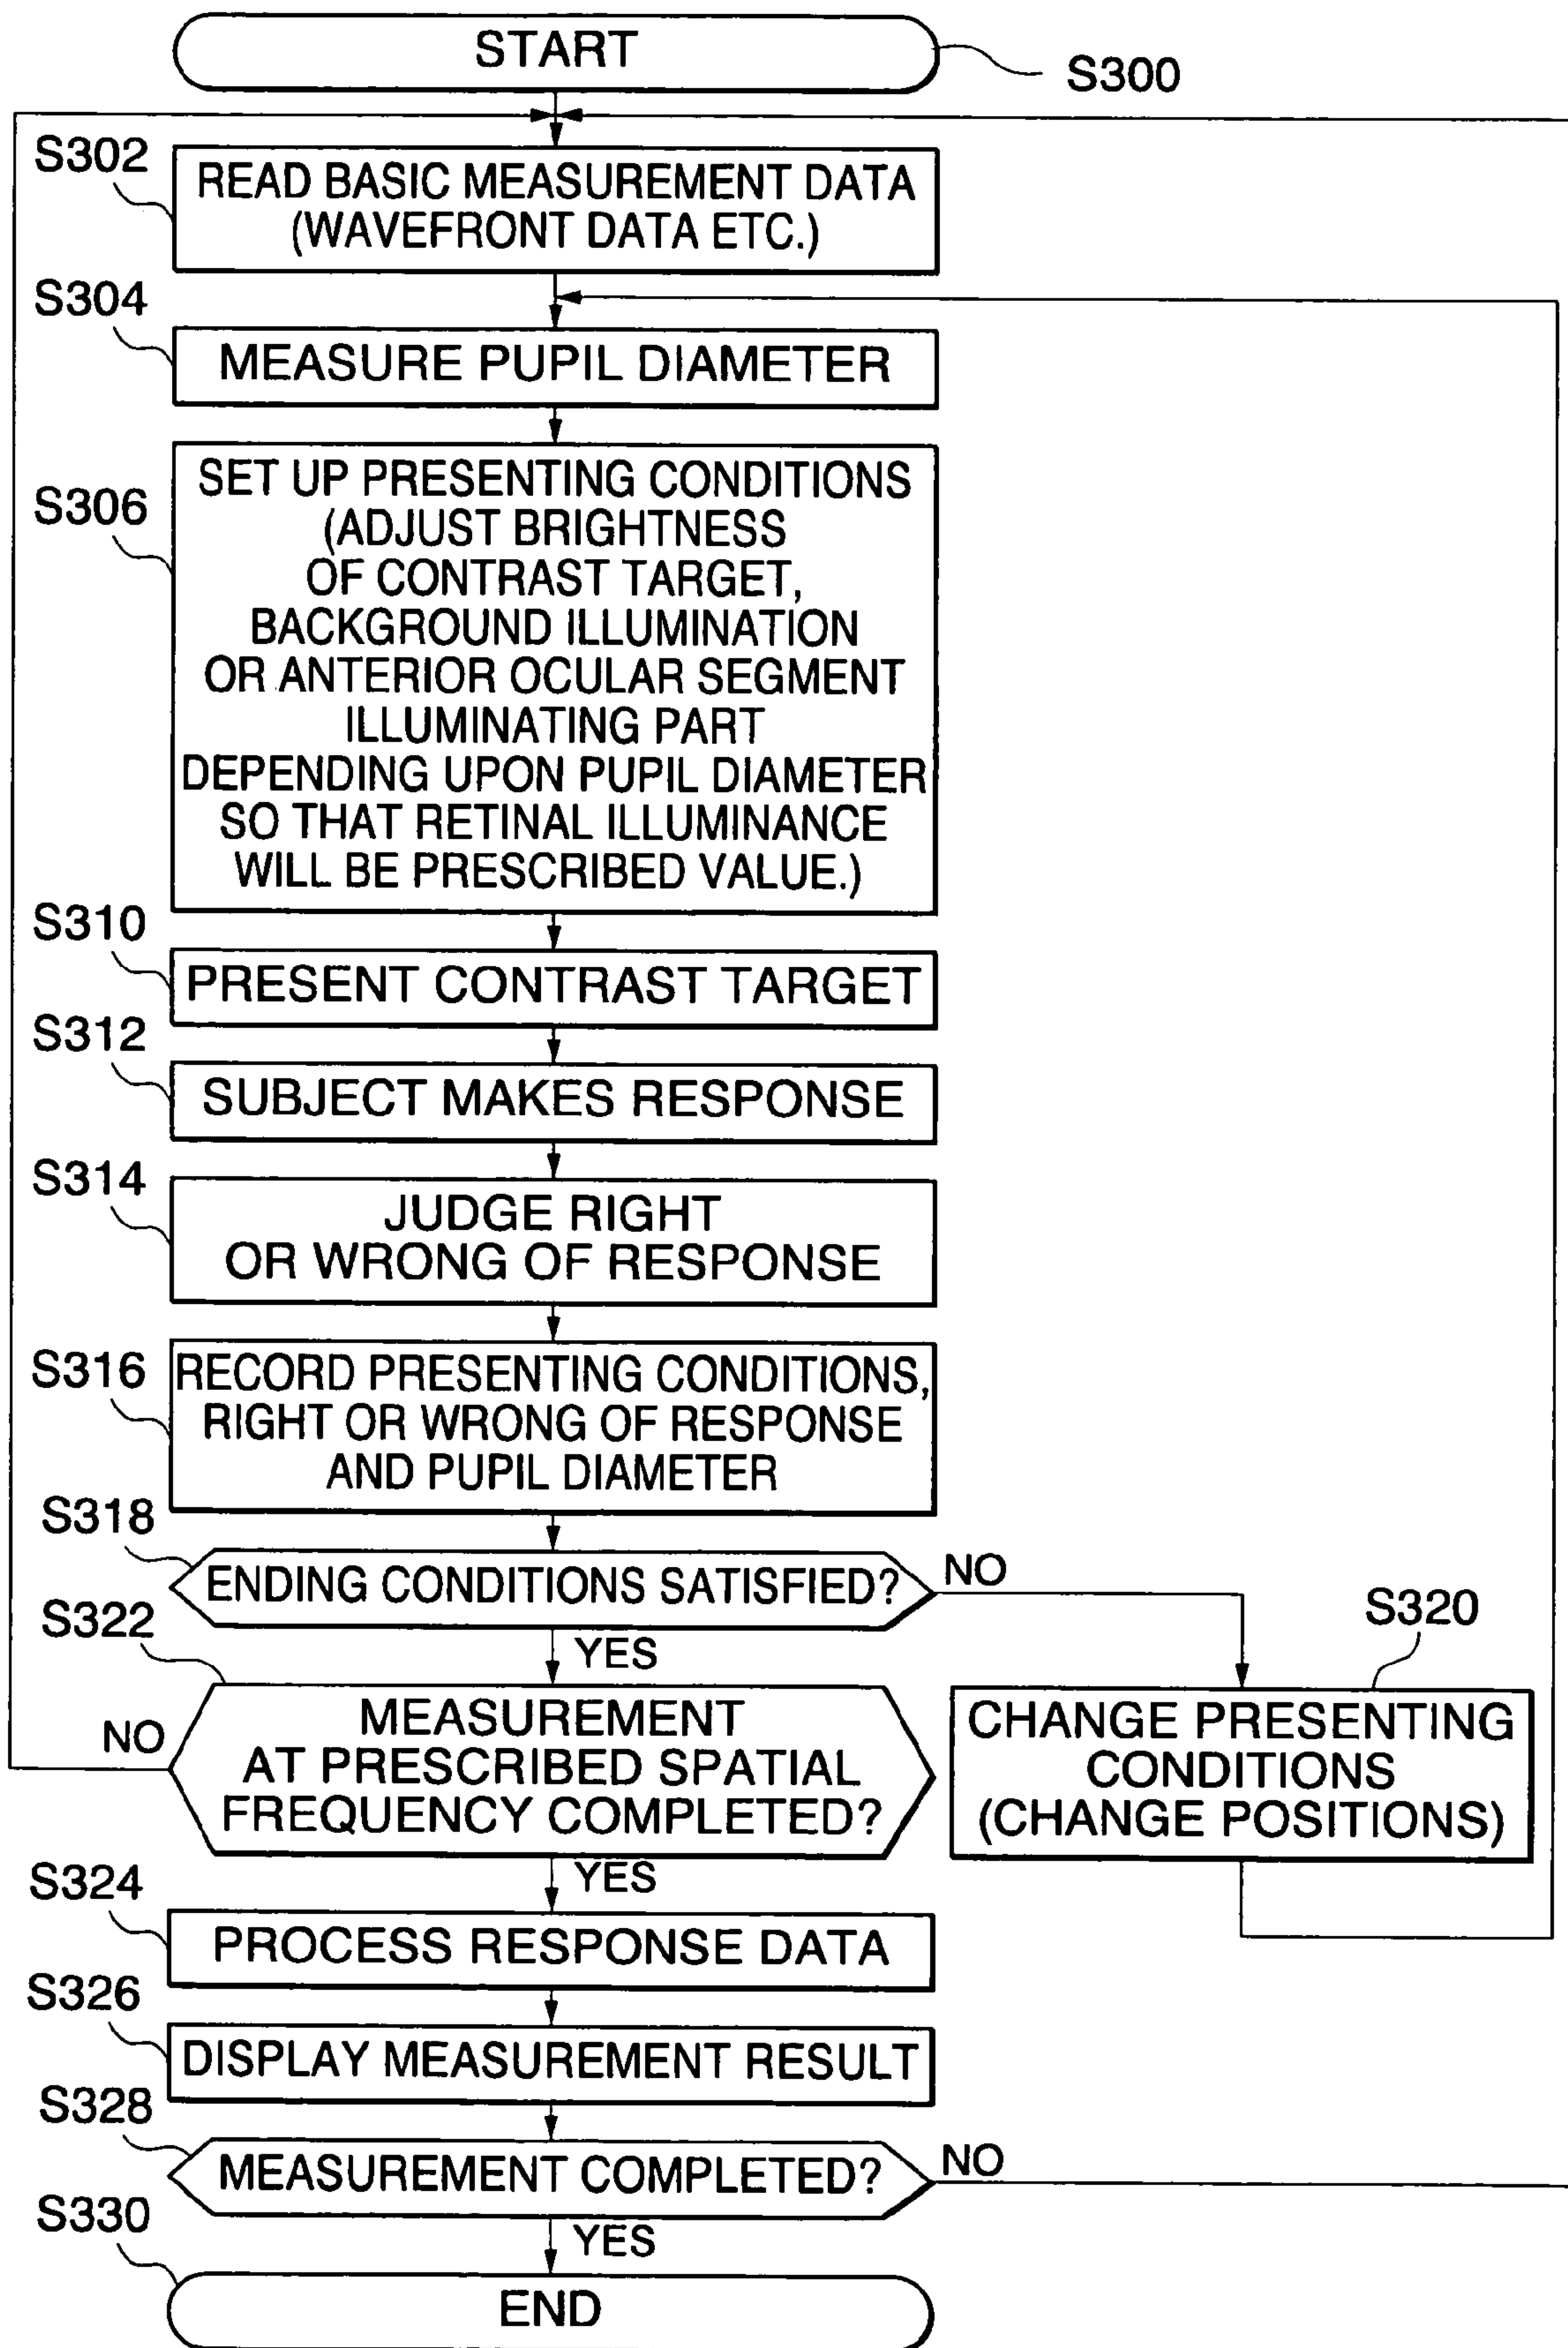 START
S300
S302
READ BASIC MEASUREMENT DATA
(WAVEFRONT DATA ETC.)
S304
MEASURE PUPIL DIAMETER
S306
SET UP PRESENTING CONDITIONS
(ADJUST BRIGHTNESS
OF CONTRAST TARGET,
BACKGROUND ILLUMINATION
OR ANTERIOR OCULAR SEGMENT
ILLUMINATING PART
DEPENDING UPON PUPIL DIAMETER
SO THAT RETINAL ILLUMINANCE
WILL BE PRESCRIBED VALUE.)
S310
PRESENT CONTRAST TARGET
S312
SUBJECT MAKES RESPONSE
S314
JUDGE RIGHT
OR WRONG OF RESPONSE
S316
RECORD PRESENTING CONDITIONS,
RIGHT OR WRONG OF RESPONSE
AND PUPIL DIAMETER
S318
ENDING CONDITIONS SATISFIED?
NO
YES
S320
CHANGE PRESENTING
CONDITIONS
(CHANGE POSITIONS)
S322
MEASUREMENT
AT PRESCRIBED SPATIAL
FREQUENCY COMPLETED?
NO
YES
S324
PROCESS RESPONSE DATA
S326
DISPLAY MEASUREMENT RESULT
S328
MEASUREMENT COMPLETED?
NO
YES
S330
END